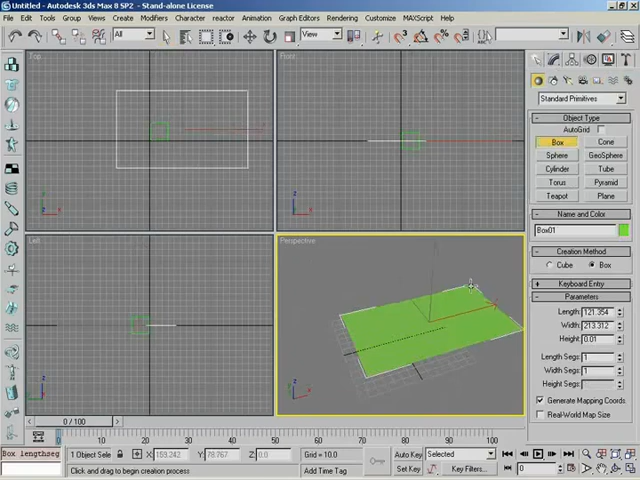 Untitled - Autodesk 3ds Max 8 SP2 - Stand-alone License
File Edit Tools Group Views Create Modifiers Character reactor Animation Graph Editors Rendering Customize MAXScript Help
All View
Top
Front
Left
Perspective
Standard Primitives
Object Type
AutoGrid
Box Cone
Sphere GeoSphere
Cylinder Tube
Torus Pyramid
Teapot Plane
Name and Color
Box01
Creation Method
Cube Box
Keyboard Entry
Parameters
Length: 121.354
Width: 213.312
Height: 0.01
Length Segs: 1
Width Segs: 1
Height Segs: 1
Generate Mapping Coords.
Real-World Map Size
0 / 100
0 10 20 30 40 50 60 70 80 90 100
Box lengthseg 1 Object Sel X: 159.242 Y: 78.767 Z: 0.0 Grid = 10.0 Auto Key Selected
Click and drag to begin creation process Add Time Tag Set Key Key Filters... 0